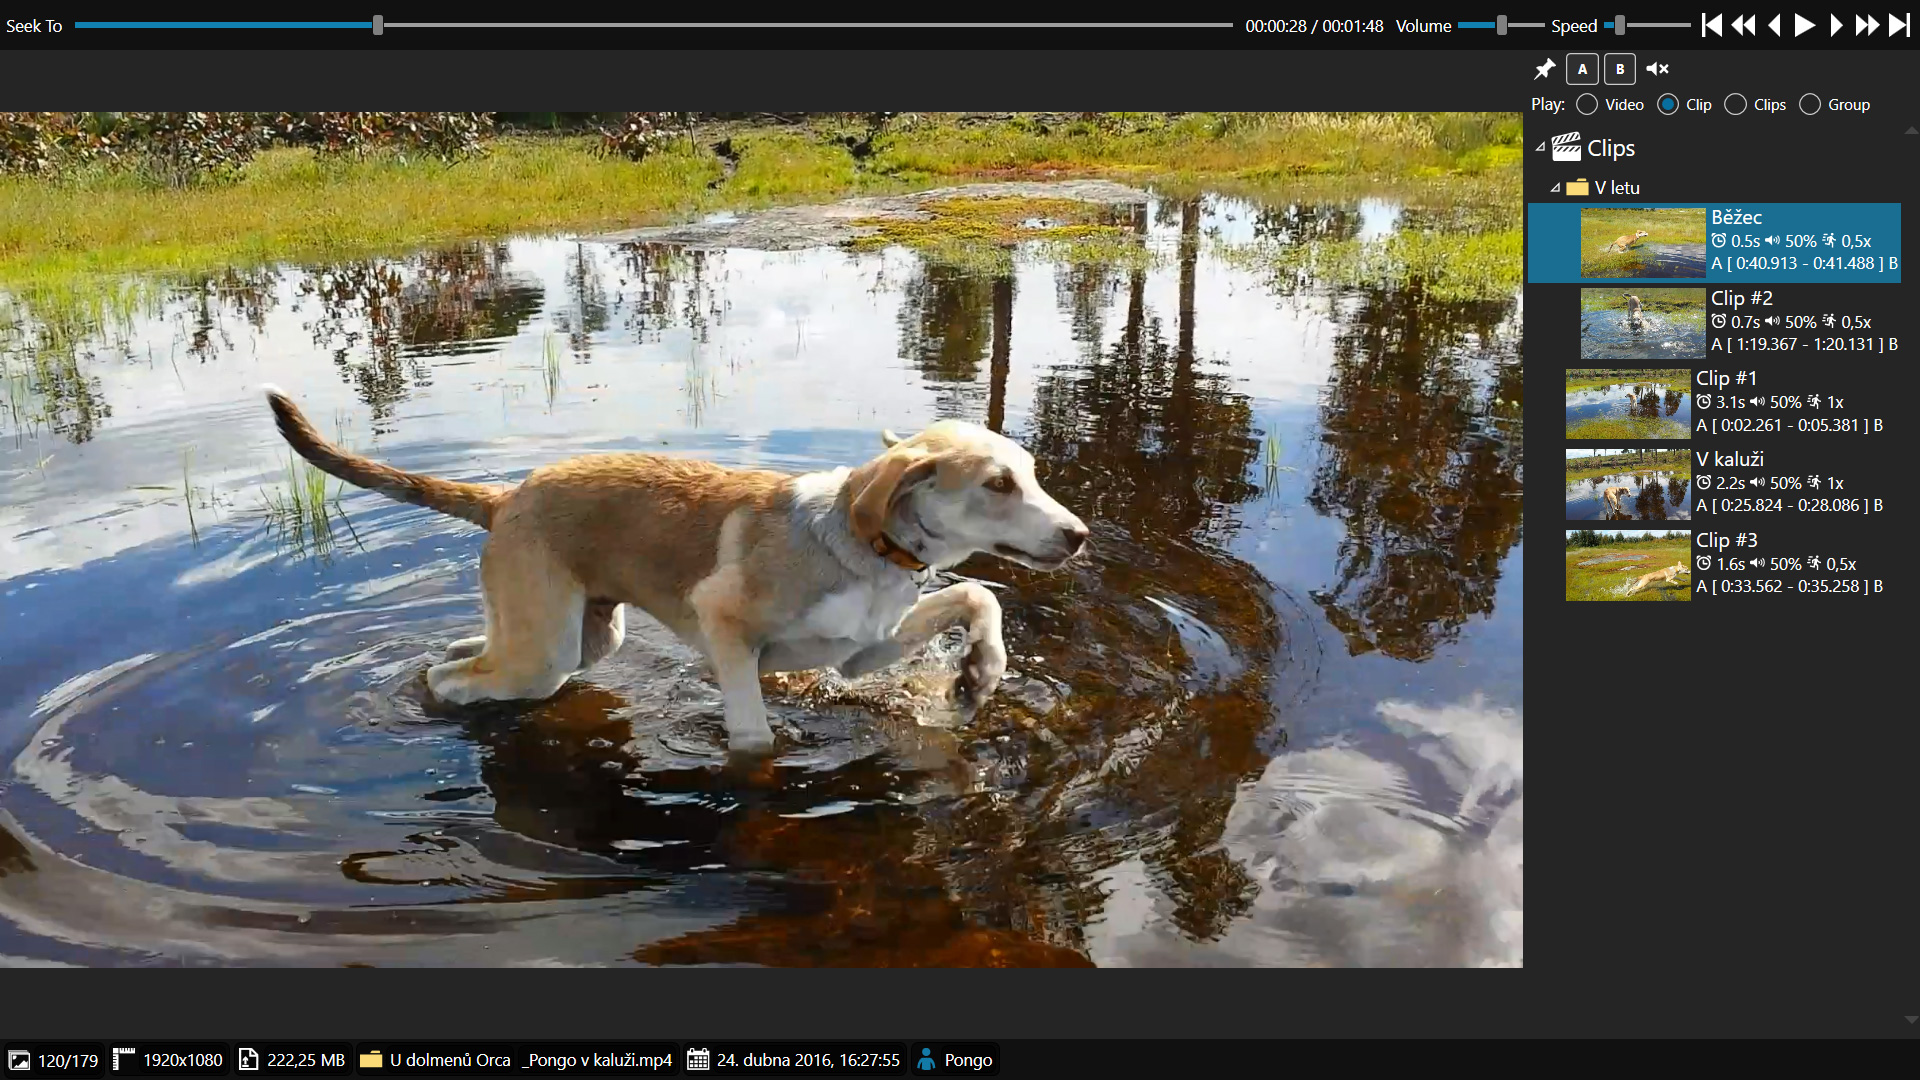 Seek To 00:00:28 / 00:01:48 Volume Speed
A B
Play: Video Clip Clips Group
Clips
V letu
Běžec
0.5s 50% 0,5x
A [ 0:40.913 - 0:41.488 ] B
Clip #2
0.7s 50% 0,5x
A [ 1:19.367 - 1:20.131 ] B
Clip #1
3.1s 50% 1x
A [ 0:02.261 - 0:05.381 ] B
V kaluži
2.2s 50% 1x
A [ 0:25.824 - 0:28.086 ] B
Clip #3
1.6s 50% 0,5x
A [ 0:33.562 - 0:35.258 ] B
120/179 1920x1080 222,25 MB U dolmenů Orca _Pongo v kaluži.mp4 24. dubna 2016, 16:27:55 Pongo